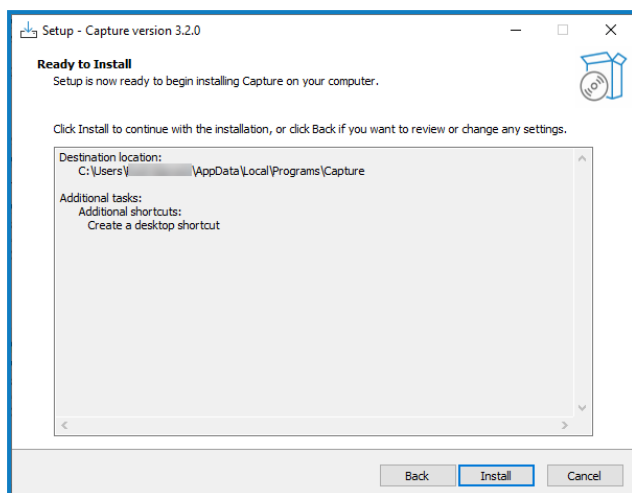 Setup - Capture version 3.2.0
Ready to Install
Setup is now ready to begin installing Capture on your computer.
Click Install to continue with the installation, or click Back if you want to review or change any settings.
Destination location:
C:\Users\ \AppData\Local\Programs\Capture
Additional tasks:
Additional shortcuts:
Create a desktop shortcut
Back
Install
Cancel